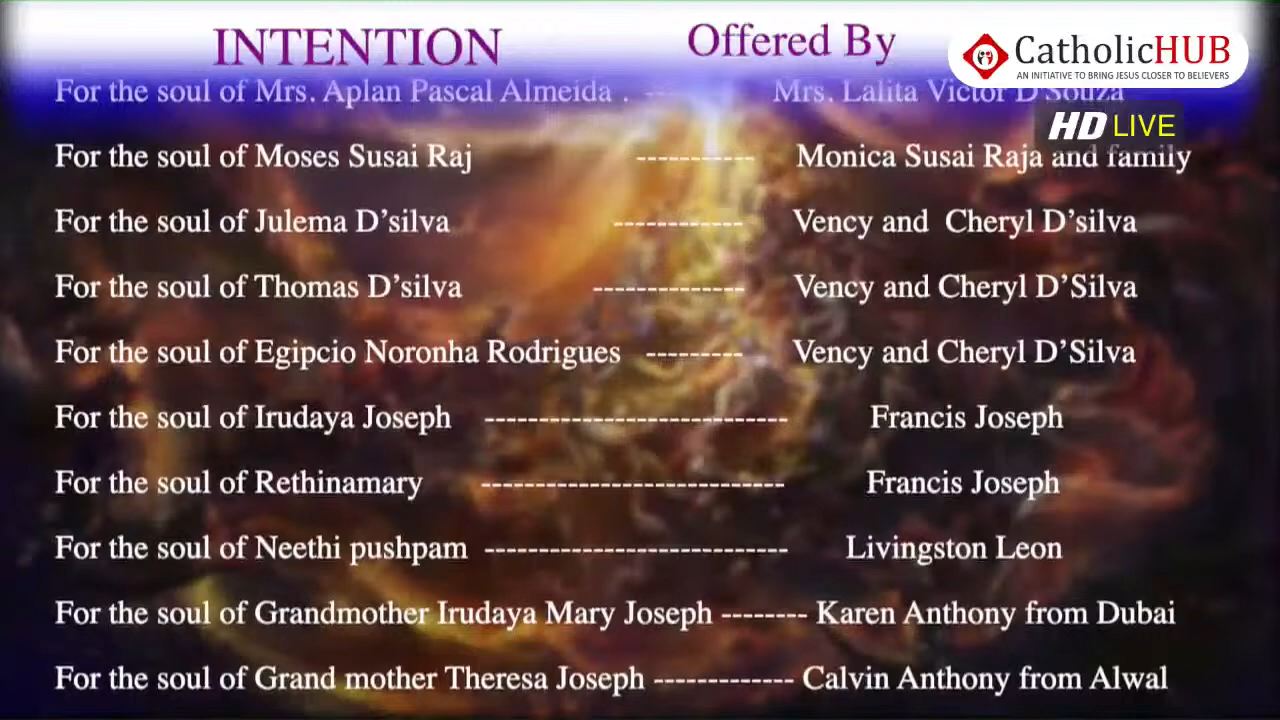 INTENTION Offered By
CatholicHUB
AN INITIATIVE TO BRING JESUS CLOSER TO BELIEVERS
HD LIVE
For the soul of Mrs. Aplan Pascal Almeida . --- Mrs. Lalita Victor D'Souza
For the soul of Moses Susai Raj ----------- Monica Susai Raja and family
For the soul of Julema D’silva ------------ Vency and Cheryl D’silva
For the soul of Thomas D’silva -------------- Vency and Cheryl D’Silva
For the soul of Egipcio Noronha Rodrigues --------- Vency and Cheryl D’Silva
For the soul of Irudaya Joseph ---------------------------- Francis Joseph
For the soul of Rethinamary ---------------------------- Francis Joseph
For the soul of Neethi pushpam ---------------------------- Livingston Leon
For the soul of Grandmother Irudaya Mary Joseph -------- Karen Anthony from Dubai
For the soul of Grand mother Theresa Joseph ------------- Calvin Anthony from Alwal